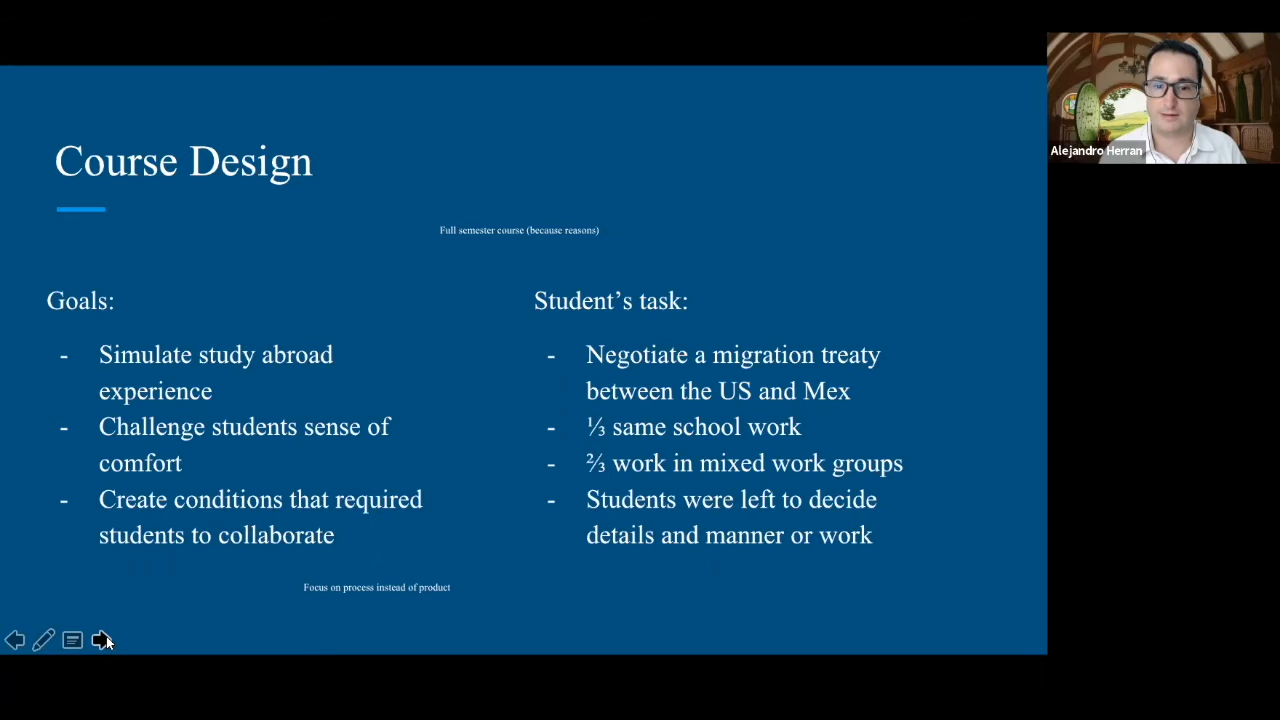 Course Design
Full semester course (because reasons)
Goals:
- Simulate study abroad
experience
- Challenge students sense of
comfort
- Create conditions that required
students to collaborate
Student’s task:
- Negotiate a migration treaty
between the US and Mex
- ⅓ same school work
- ⅔ work in mixed work groups
- Students were left to decide
details and manner or work
Focus on process instead of product
Alejandro Herran